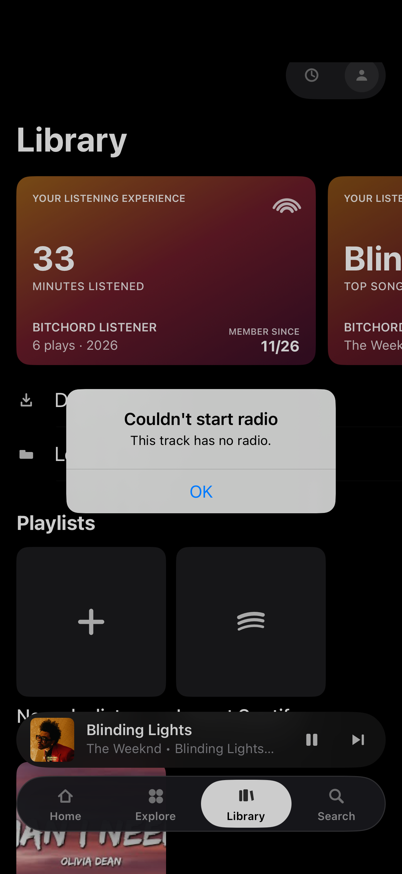 Library
YOUR LISTENING EXPERIENCE
33
MINUTES LISTENED
BITCHORD LISTENER
6 plays · 2026
MEMBER SINCE
11/26
YOUR LISTE
Blin
TOP SONG
BITCHORD
The Week
D
Couldn't start radio
This track has no radio.
OK
Playlists
Blinding Lights
The Weeknd • Blinding Lights...
Home
Explore
Library
Search
OLIVIA DEAN